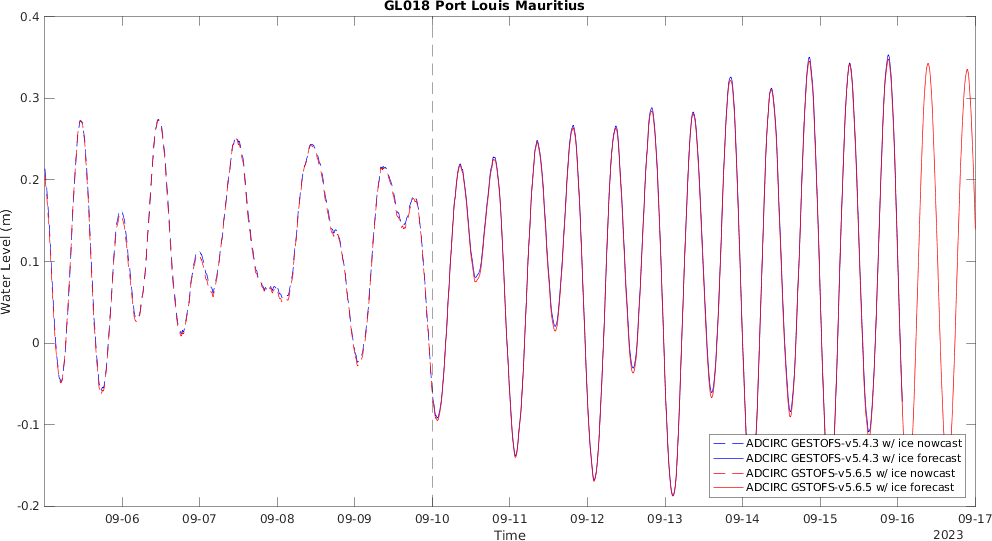 GL018 Port Louis Mauritius
0.4
0.3
0.2
0.1
0
-0.1
-0.2
Water Level (m)
ADCIRC GESTOFS-v5.4.3 w/ ice nowcast
ADCIRC GESTOFS-v5.4.3 w/ ice forecast
ADCIRC GSTOFS-v5.6.5 w/ ice nowcast
ADCIRC GSTOFS-v5.6.5 w/ ice forecast
09-06 09-07 09-08 09-09 09-10 09-11 09-12 09-13 09-14 09-15 09-16 09-17
Time
2023